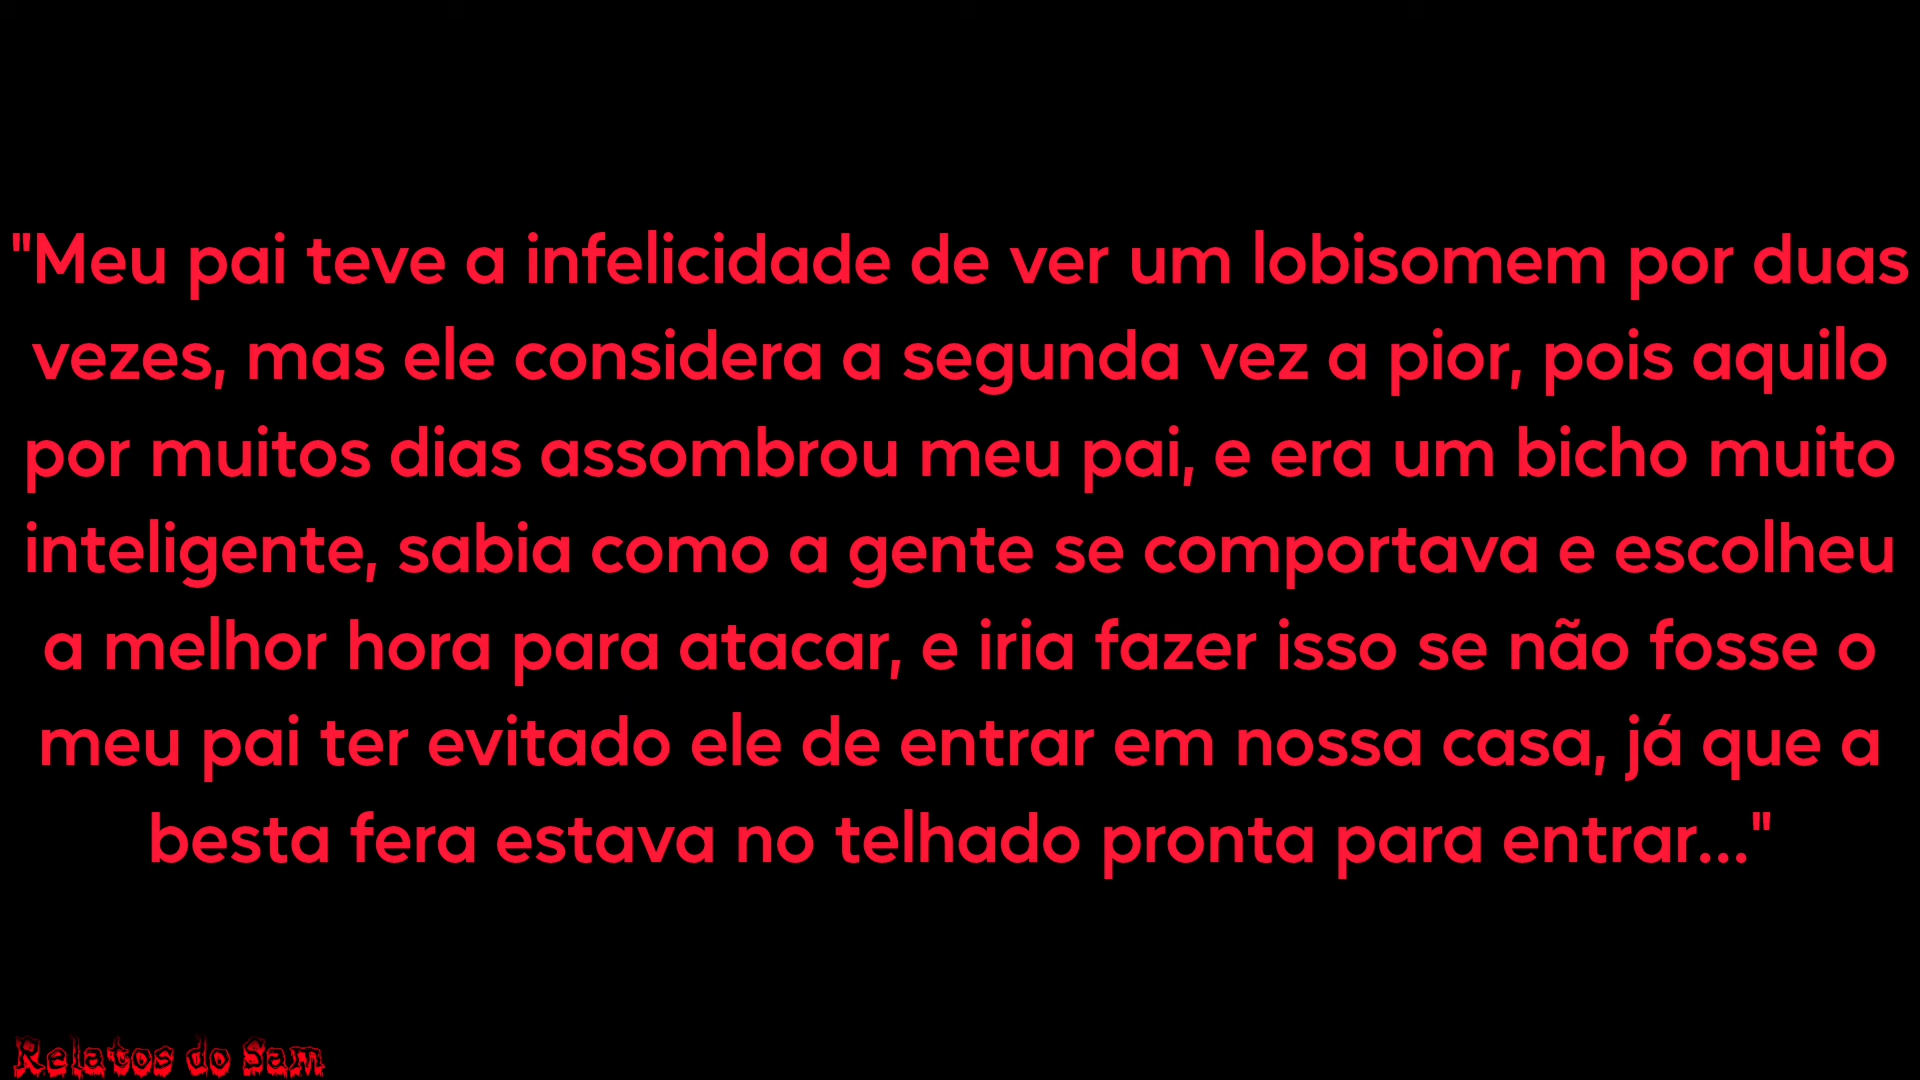 "Meu pai teve a infelicidade de ver um lobisomem por duas
vezes, mas ele considera a segunda vez a pior, pois aquilo
por muitos dias assombrou meu pai, e era um bicho muito
inteligente, sabia como a gente se comportava e escolheu
a melhor hora para atacar, e iria fazer isso se não fosse o
meu pai ter evitado ele de entrar em nossa casa, já que a
besta fera estava no telhado pronta para entrar..."
Relatos do Sam